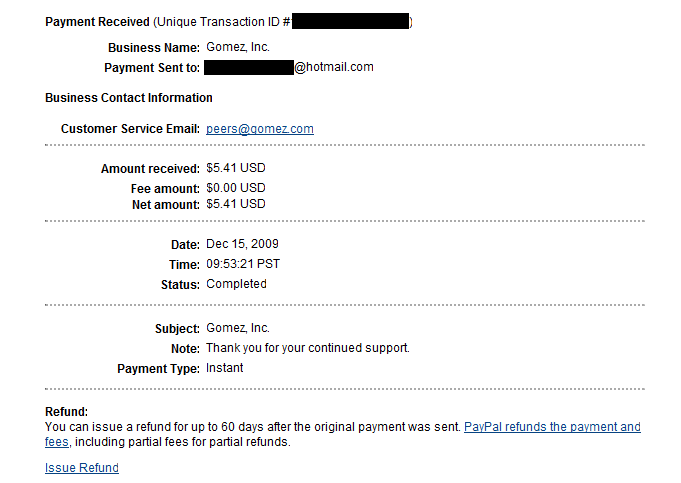 Payment Received (Unique Transaction ID # )
Business Name: Gomez, Inc.
Payment Sent to: @hotmail.com
Business Contact Information
Customer Service Email: peers@gomez.com
Amount received: $5.41 USD
Fee amount: $0.00 USD
Net amount: $5.41 USD
Date: Dec 15, 2009
Time: 09:53:21 PST
Status: Completed
Subject: Gomez, Inc.
Note: Thank you for your continued support.
Payment Type: Instant
Refund:
You can issue a refund for up to 60 days after the original payment was sent. PayPal refunds the payment and
fees, including partial fees for partial refunds.
Issue Refund